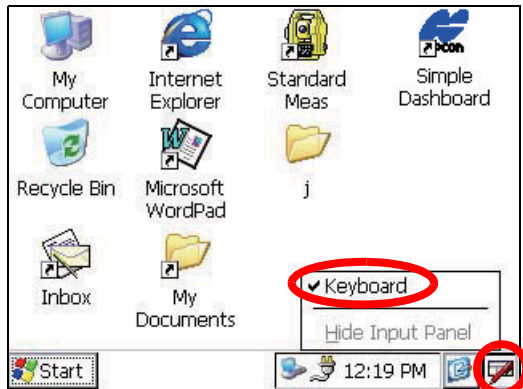 My Computer
Internet Explorer
Standard Meas
Simple Dashboard
Recycle Bin
Microsoft WordPad
j
Inbox
My Documents
Keyboard
Hide Input Panel
Start
12:19 PM